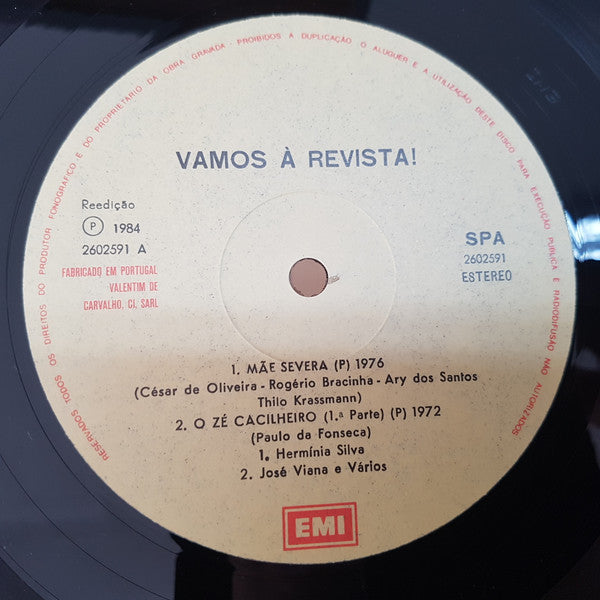 RESERVADOS TODOS OS DIREITOS DO PRODUTOR FONOGRÁFICO E DO PROPRIETÁRIO DA OBRA GRAVADA · PROIBIDOS A DUPLICAÇÃO, O ALUGUER E A UTILIZAÇÃO DESTE DISCO PARA EXECUÇÃO PÚBLICA E RADIODIFUSÃO NÃO AUTORIZADOS
VAMOS À REVISTA!
Reedição
Ⓟ 1984
2602591 A
FABRICADO EM PORTUGAL
VALENTIM DE
CARVALHO, CI, SARL
SPA
2602591
ESTEREO
1. MÃE SEVERA (P) 1976
(César de Oliveira - Rogério Bracinha - Ary dos Santos
Thilo Krassmann)
2. O ZÉ CACILHEIRO (1.ª Parte) (P) 1972
(Paulo da Fonseca)
1. Hermínia Silva
2. José Viana e Vários
EMI